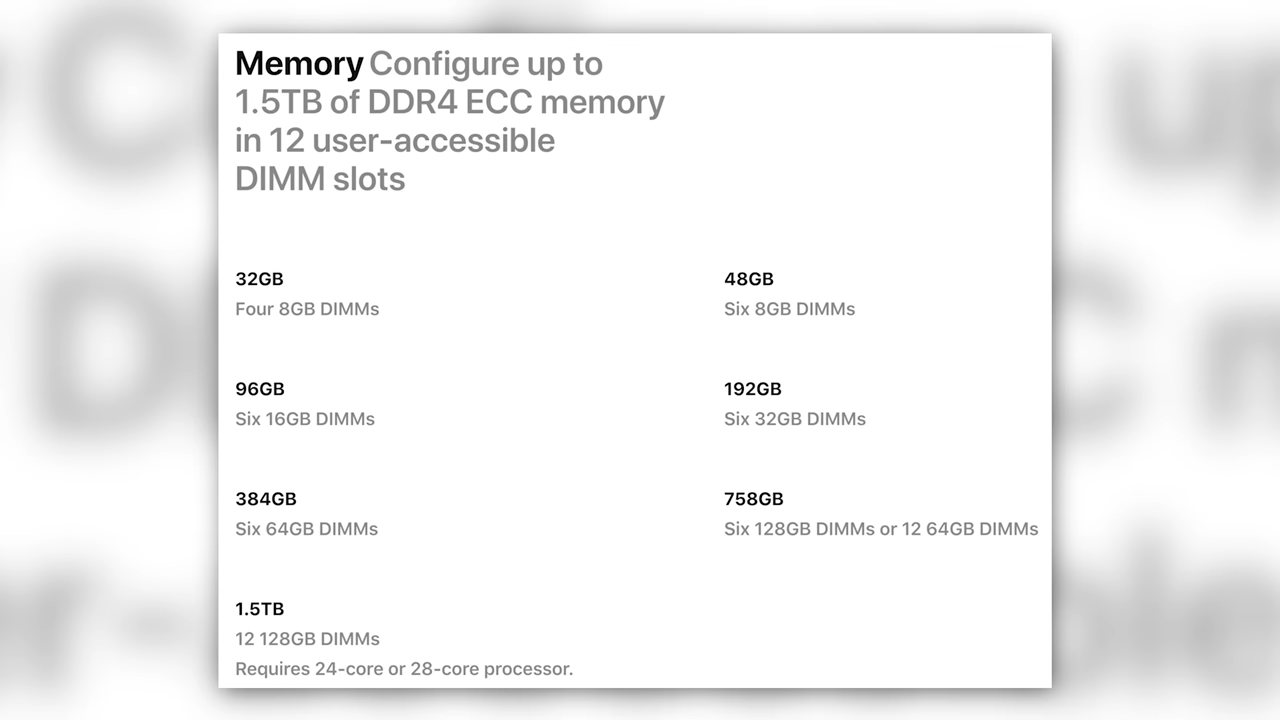 Memory Configure up to
1.5TB of DDR4 ECC memory
in 12 user-accessible
DIMM slots
32GB
Four 8GB DIMMs
48GB
Six 8GB DIMMs
96GB
Six 16GB DIMMs
192GB
Six 32GB DIMMs
384GB
Six 64GB DIMMs
758GB
Six 128GB DIMMs or 12 64GB DIMMs
1.5TB
12 128GB DIMMs
Requires 24-core or 28-core processor.